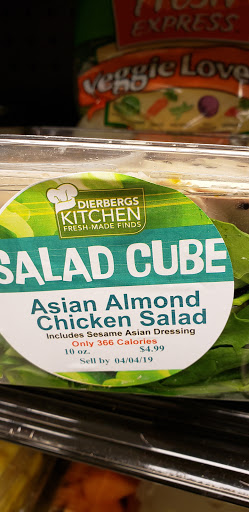 FRESH
EXPRESS
Veggie Love
DIERBERGS
KITCHEN
FRESH-MADE FINDS
SALAD CUBE
Asian Almond
Chicken Salad
Includes Sesame Asian Dressing
Only 366 Calories
10 oz. $4.99
Sell by 04/04/19